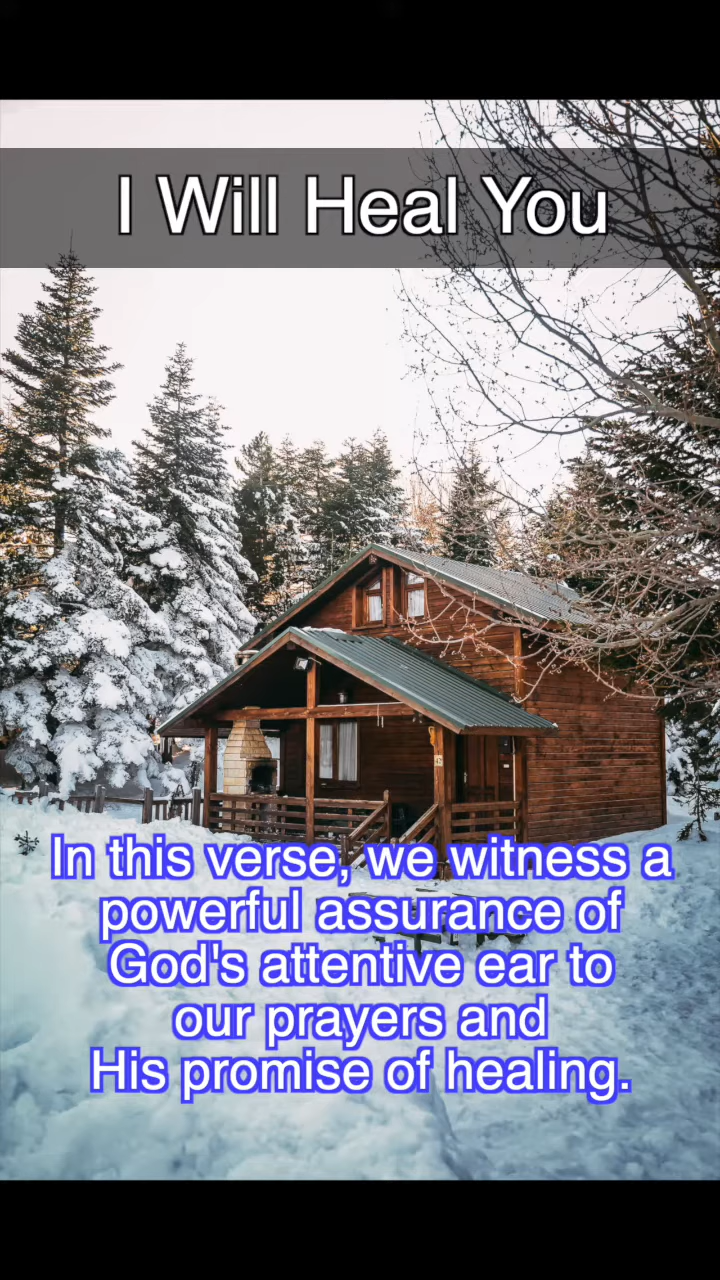 I Will Heal You
In this verse, we witness a
powerful assurance of
God's attentive ear to
our prayers and
His promise of healing.